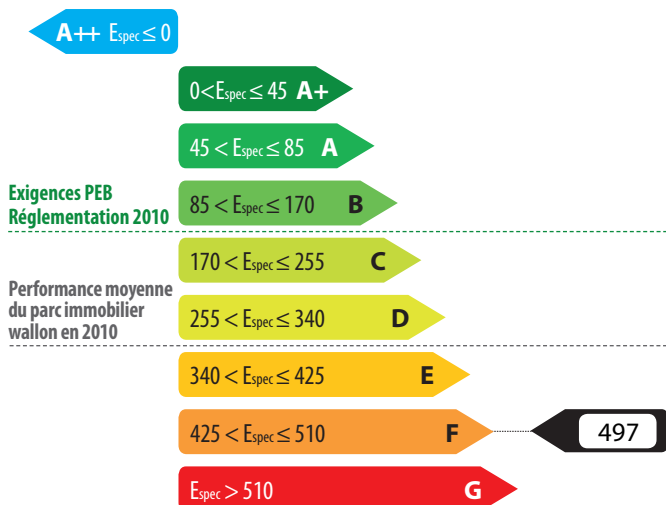 A++ Espec ≤ 0
0<Espec ≤ 45 A+
45 < Espec ≤ 85 A
Exigences PEB
Réglementation 2010
85 < Espec ≤ 170 B
170 < Espec ≤ 255 C
Performance moyenne
du parc immobilier
wallon en 2010
255 < Espec ≤ 340 D
340 < Espec ≤ 425 E
425 < Espec ≤ 510 F 497
Espec > 510 G